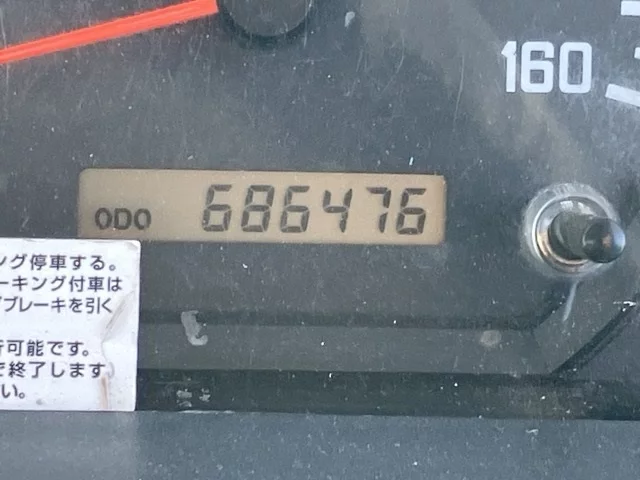 160
ODO 686476
ング停車する。
ーキング付車は
ブレーキを引く
行可能です。
で終了します
い。